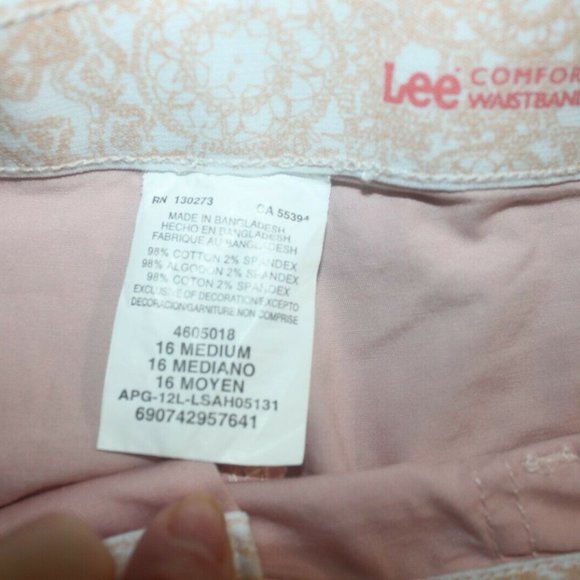 Lee COMFOR
WAISTBAN
RN 130273 CA 55394
MADE IN BANGLADESH
HECHO EN BANGLADESH
FABRIQUE AU BANGLADESH
98% COTTON 2% SPANDEX
98% ALGODON 2% SPANDEX
98% COTON 2% SPANDEX
EXCLUSIVE OF DECORATION/EXCEPTO
DECORACION/GARNITURE NON COMPRISE
4605018
16 MEDIUM
16 MEDIANO
16 MOYEN
APG-12L-LSAH05131
690742957641